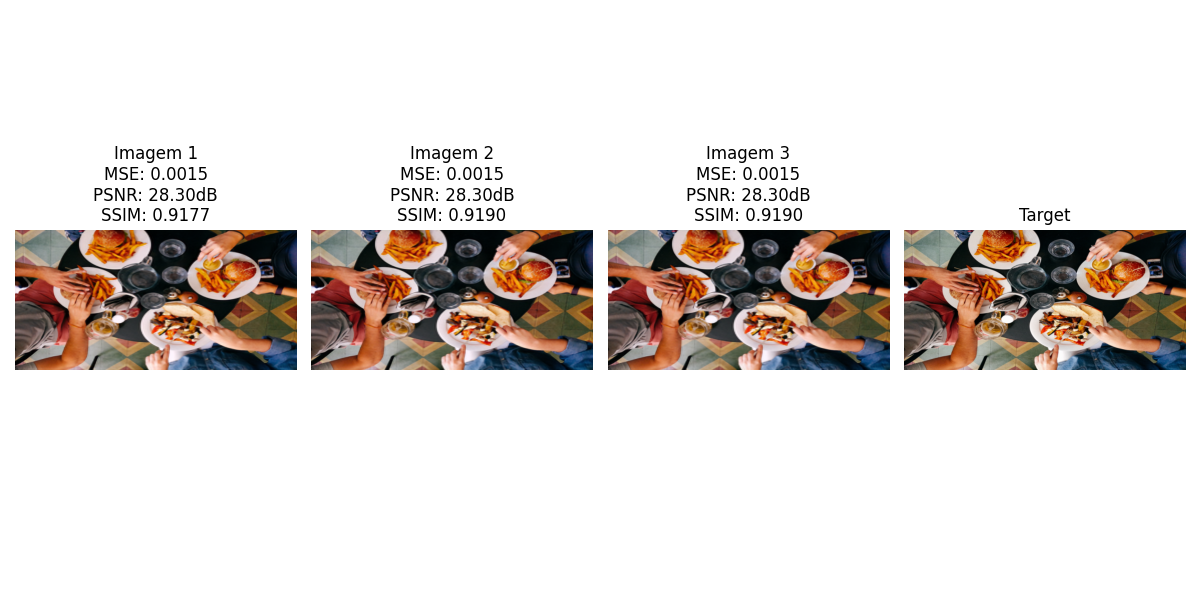 Imagem 1
MSE: 0.0015
PSNR: 28.30dB
SSIM: 0.9177
Imagem 2
MSE: 0.0015
PSNR: 28.30dB
SSIM: 0.9190
Imagem 3
MSE: 0.0015
PSNR: 28.30dB
SSIM: 0.9190
Target